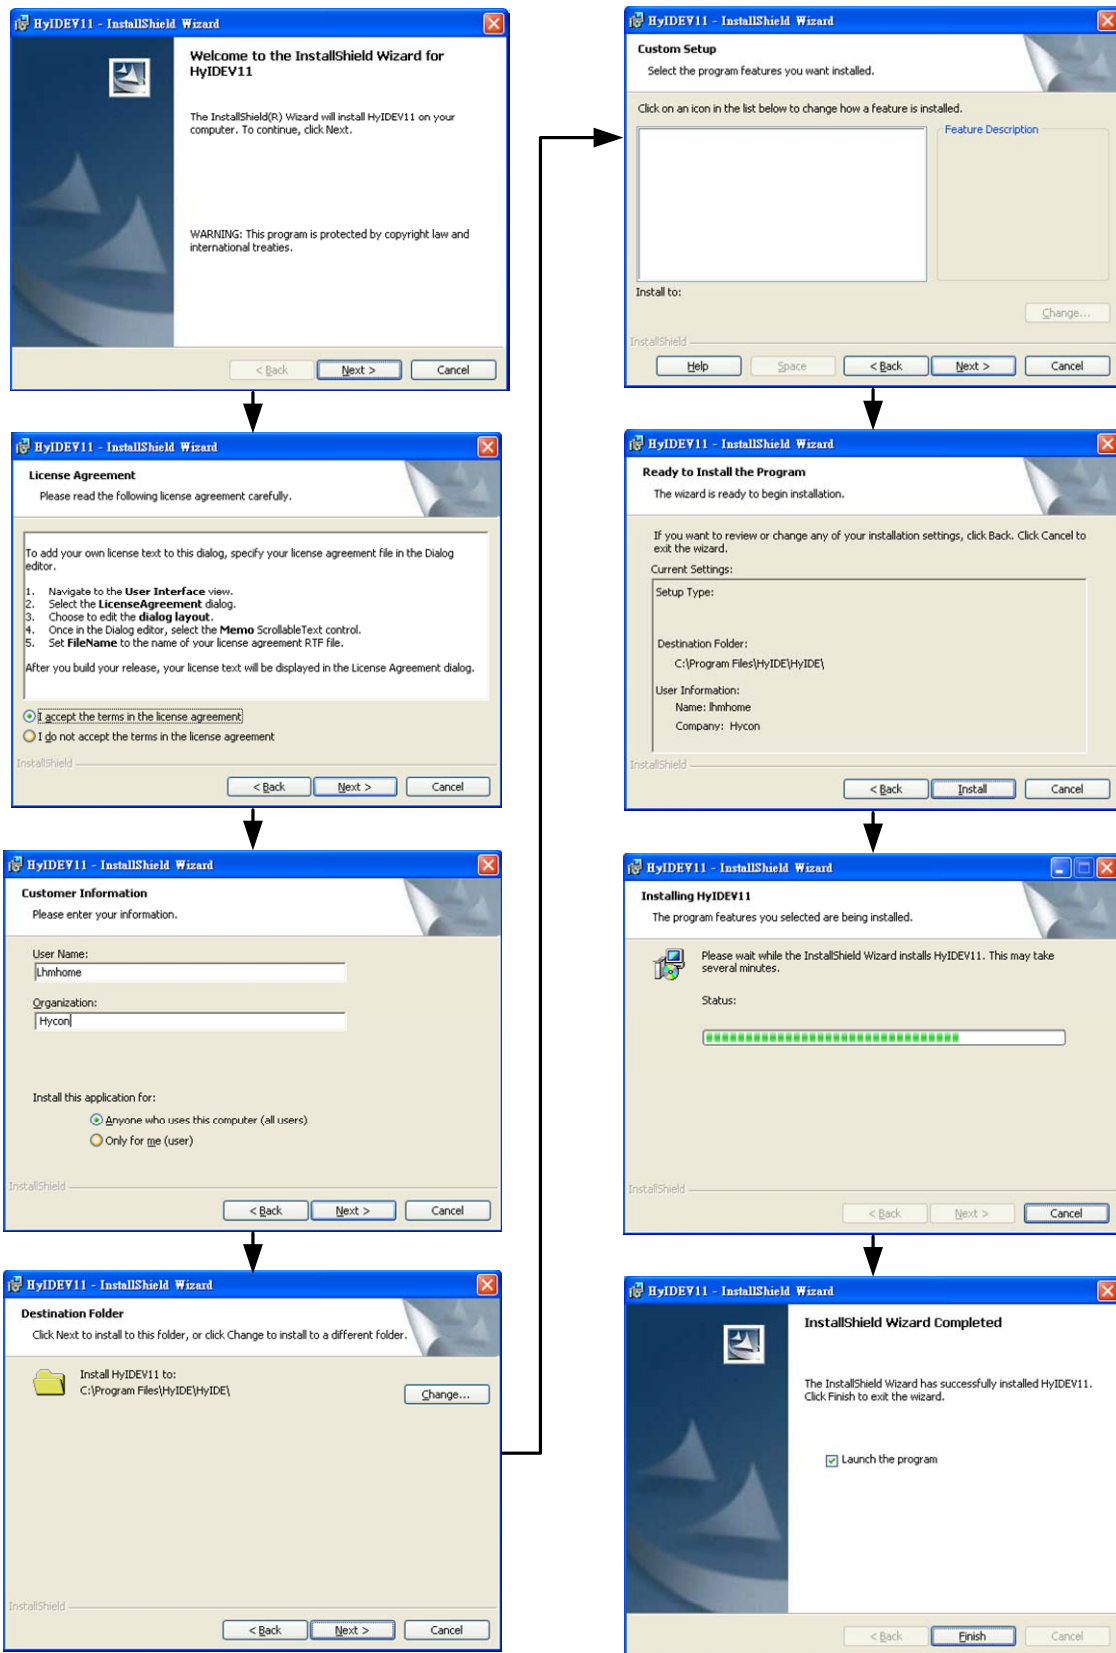 HyIDEV11 - InstallShield Wizard
Welcome to the InstallShield Wizard for
HyIDEV11
The InstallShield(R) Wizard will install HyIDEV11 on your
computer. To continue, click Next.
WARNING: This program is protected by copyright law and
international treaties.
< Back
Next >
Cancel
HyIDEV11 - InstallShield Wizard
License Agreement
Please read the following license agreement carefully.
To add your own license text to this dialog, specify your license agreement file in the Dialog
editor.
1. Navigate to the User Interface view.
2. Select the LicenseAgreement dialog.
3. Choose to edit the dialog layout.
4. Once in the Dialog editor, select the Memo ScrollableText control.
5. Set FileName to the name of your license agreement RTF file.
After you build your release, your license text will be displayed in the License Agreement dialog.
I accept the terms in the license agreement
I do not accept the terms in the license agreement
InstallShield
< Back
Next >
Cancel
HyIDEV11 - InstallShield Wizard
Customer Information
Please enter your information.
User Name:
Lhmhome
Organization:
Hycon
Install this application for:
Anyone who uses this computer (all users)
Only for me (user)
InstallShield
< Back
Next >
Cancel
HyIDEV11 - InstallShield Wizard
Destination Folder
Click Next to install to this folder, or click Change to install to a different folder.
Install HyIDEV11 to:
C:\Program Files\HyIDE\HyIDE\
Change...
InstallShield
< Back
Next >
Cancel
HyIDEV11 - InstallShield Wizard
Custom Setup
Select the program features you want installed.
Click on an icon in the list below to change how a feature is installed.
Feature Description
Install to:
Change...
InstallShield
Help
Space
< Back
Next >
Cancel
HyIDEV11 - InstallShield Wizard
Ready to Install the Program
The wizard is ready to begin installation.
If you want to review or change any of your installation settings, click Back. Click Cancel to
exit the wizard.
Current Settings:
Setup Type:
Destination Folder:
C:\Program Files\HyIDE\HyIDE\
User Information:
Name: lhmhome
Company: Hycon
InstallShield
< Back
Install
Cancel
HyIDEV11 - InstallShield Wizard
Installing HyIDEV11
The program features you selected are being installed.
Please wait while the InstallShield Wizard installs HyIDEV11. This may take
several minutes.
Status:
InstallShield
< Back
Next >
Cancel
HyIDEV11 - InstallShield Wizard
InstallShield Wizard Completed
The InstallShield Wizard has successfully installed HyIDEV11.
Click Finish to exit the wizard.
Launch the program
< Back
Finish
Cancel